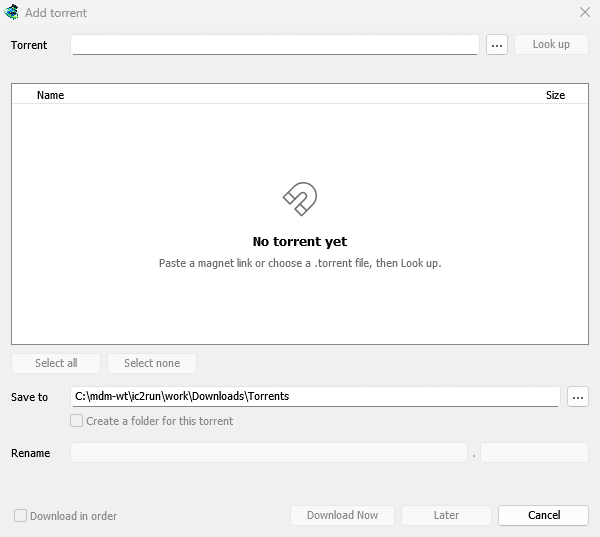 Add torrent
Torrent
... Look up
Name Size
No torrent yet
Paste a magnet link or choose a .torrent file, then Look up.
Select all Select none
Save to C:\mdm-wt\ic2run\work\Downloads\Torrents ...
Create a folder for this torrent
Rename .
Download in order Download Now Later Cancel